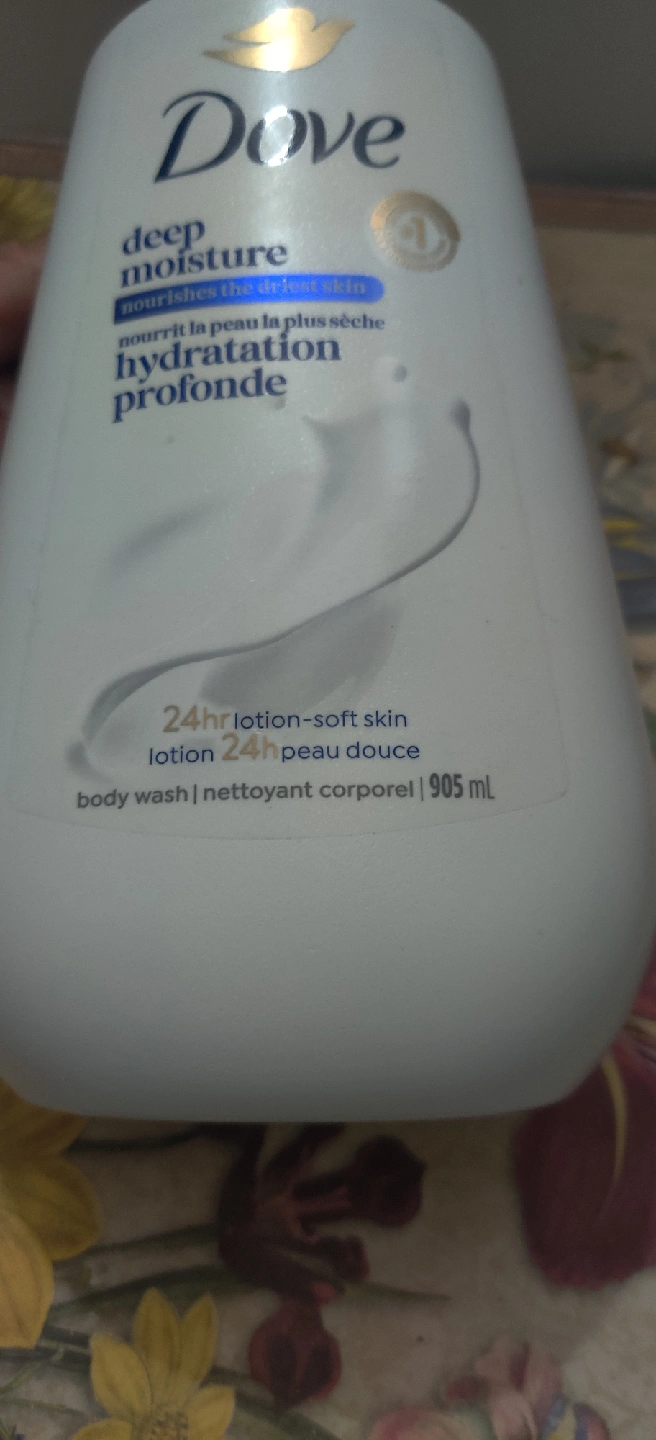 Dove
#1
deep
moisture
nourishes the driest skin
nourrit la peau la plus sèche
hydratation
profonde
24hr lotion-soft skin
lotion 24h peau douce
body wash | nettoyant corporel | 905 mL